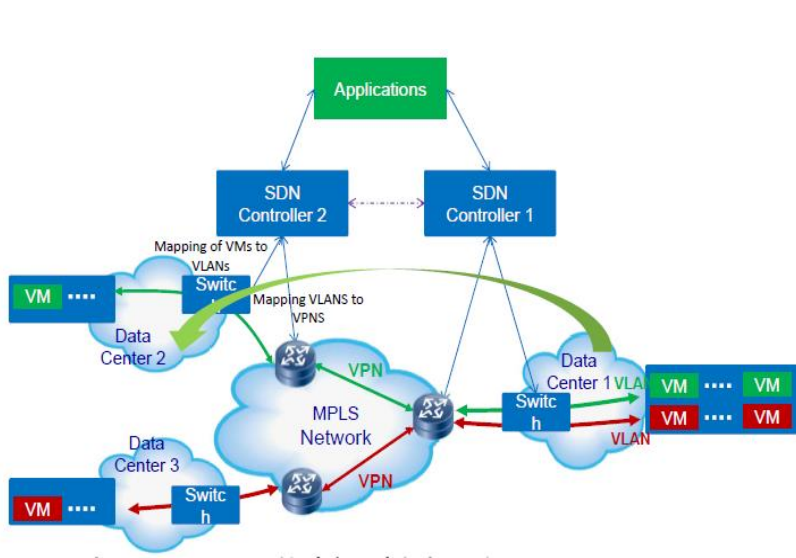 Applications
SDN
Controller 2
SDN
Controller 1
Mapping of VMs to
VLANs
Switc
VM ....
Mapping VLANS to
VPNS
Data
Center 2
VPN
MPLS
Network
VPN
Data
Center 1
VLAN
VM .... VM
VM .... VM
VLAN
Switc
h
Data
Center 3
Switc
h
VM ....